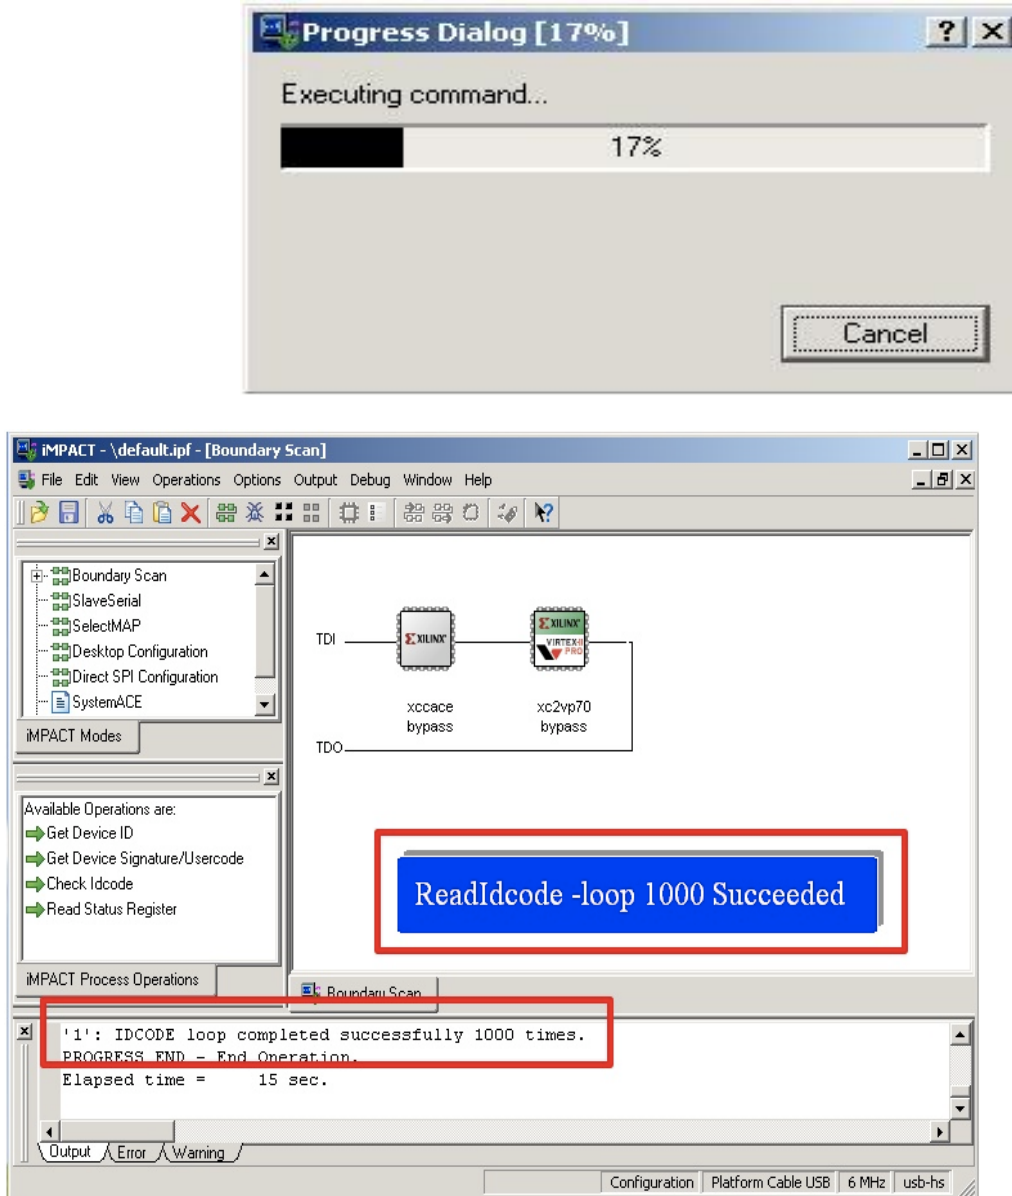 Progress Dialog [17%]
Executing command...
17%
Cancel
iMPACT - \default.ipf - [Boundary Scan]
File Edit View Operations Options Output Debug Window Help
Boundary Scan
SlaveSerial
SelectMAP
Desktop Configuration
Direct SPI Configuration
SystemACE
iMPACT Modes
Available Operations are:
Get Device ID
Get Device Signature/Usercode
Check Idcode
Read Status Register
iMPACT Process Operations
TDI
XILINX
XILINX
VIRTEX-II
PRO
xccace
bypass
xc2vp70
bypass
TDO
ReadIdcode -loop 1000 Succeeded
Boundary Scan
'1': IDCODE loop completed successfully 1000 times.
PROGRESS END - End Operation.
Elapsed time = 15 sec.
Output Error Warning
Configuration Platform Cable USB 6 MHz usb-hs